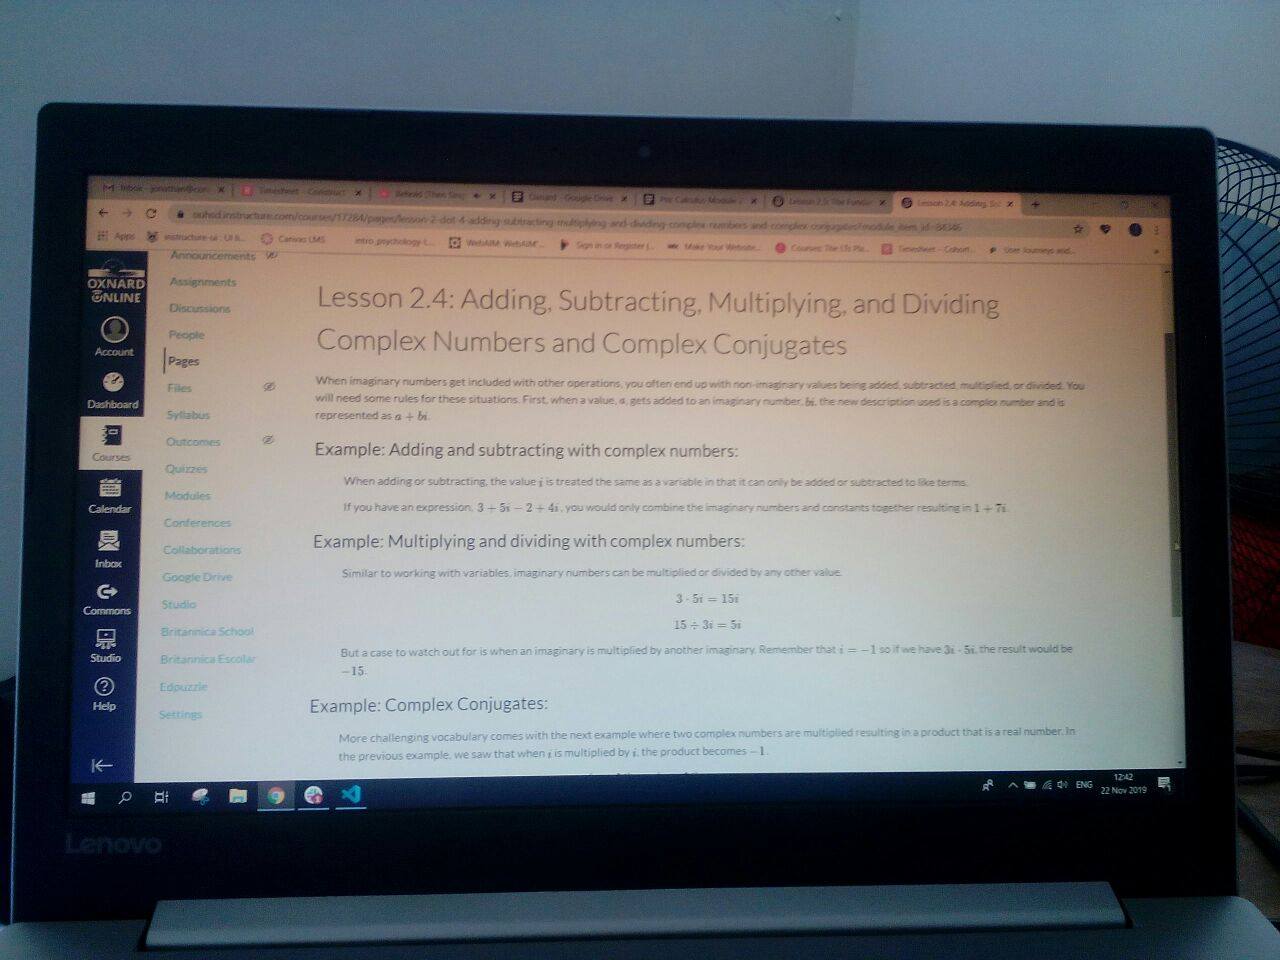 Inbox - jonathan@con
Timesheet - Construct
Google Drive
Pre Calculus Module
Lesson 2.4: Adding, Su
ouhsd.instructure.com/courses/17284/pages/lesson-2-dot-4-adding-subtracting-multiplying-and-dividing-complex-numbers-and-complex-conjugates?module_item_id=
Apps
instructure-ui : UI li...
Canvas LMS
intro_psychology-L...
WebAIM: WebAIM'...
Sign in or Register |...
Make Your Website...
Courses: The LTs Pla...
Timesheet – Cohort...
User Journeys and...
OXNARD
ONLINE
Account
Dashboard
Courses
Calendar
Inbox
Commons
Studio
Help
Announcements
Assignments
Discussions
People
Pages
Files
Syllabus
Outcomes
Quizzes
Modules
Conferences
Collaborations
Google Drive
Studio
Britannica School
Britannica Escolar
Edpuzzle
Settings
Lesson 2.4: Adding, Subtracting, Multiplying, and Dividing
Complex Numbers and Complex Conjugates
When imaginary numbers get included with other operations, you often end up with non-imaginary values being added, subtracted, multiplied, or divided. You
will need some rules for these situations. First, when a value, a, gets added to an imaginary number, bi, the new description used is a complex number and is
represented as a + bi.
Example: Adding and subtracting with complex numbers:
When adding or subtracting, the value i is treated the same as a variable in that it can only be added or subtracted to like terms.
If you have an expression, 3 + 5i − 2 + 4i, you would only combine the imaginary numbers and constants together resulting in 1 + 7i.
Example: Multiplying and dividing with complex numbers:
Similar to working with variables, imaginary numbers can be multiplied or divided by any other value.
3 · 5i = 15i
15 ÷ 3i = 5i
But a case to watch out for is when an imaginary is multiplied by another imaginary. Remember that i = −1 so if we have 3i · 5i, the result would be
−15.
Example: Complex Conjugates:
More challenging vocabulary comes with the next example where two complex numbers are multiplied resulting in a product that is a real number. In
the previous example, we saw that when i is multiplied by i, the product becomes −1.
ENG
12:42
22 Nov 2019
Lenovo